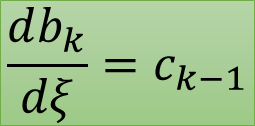 db_k/dξ = c_{k−1}